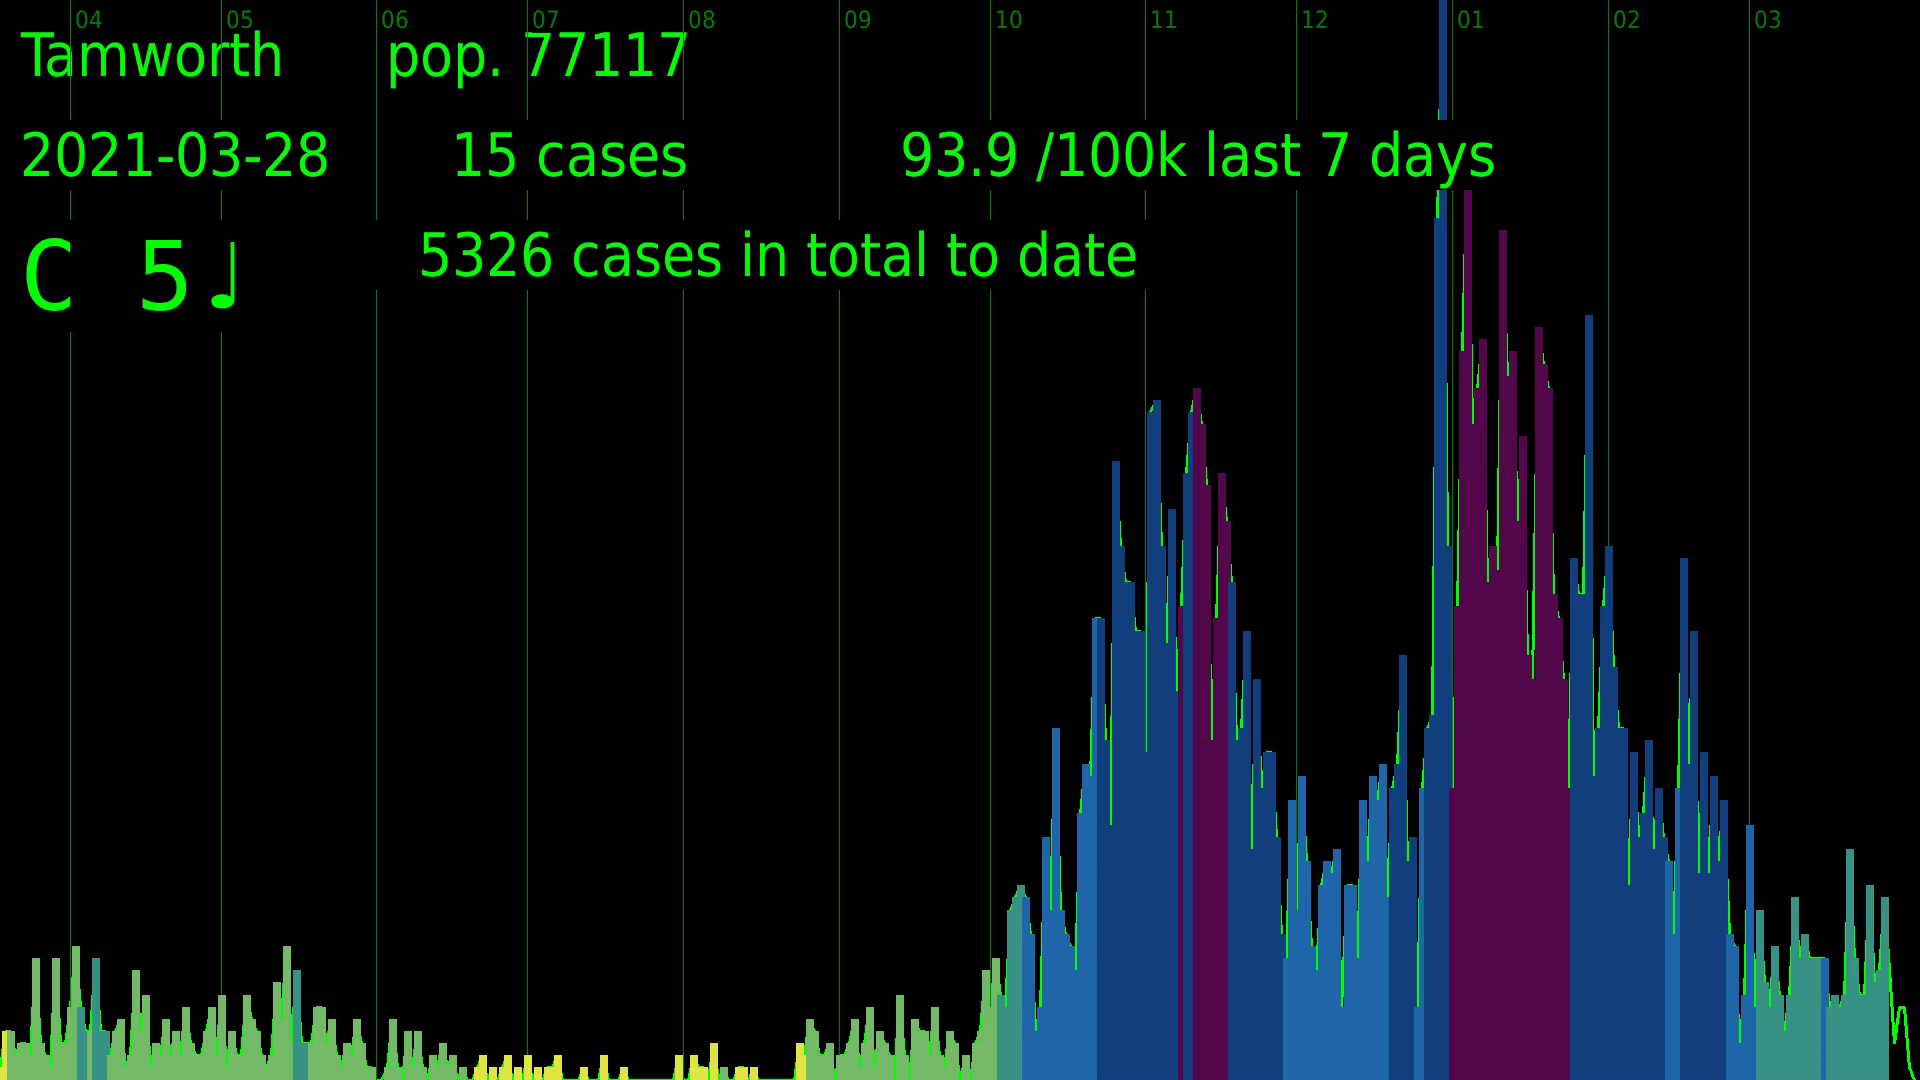 04 05 06 07 08 09 10 11 12 01 02 03
Tamworth pop. 77117
2021-03-28 15 cases 93.9 /100k last 7 days
C 5♩ 5326 cases in total to date